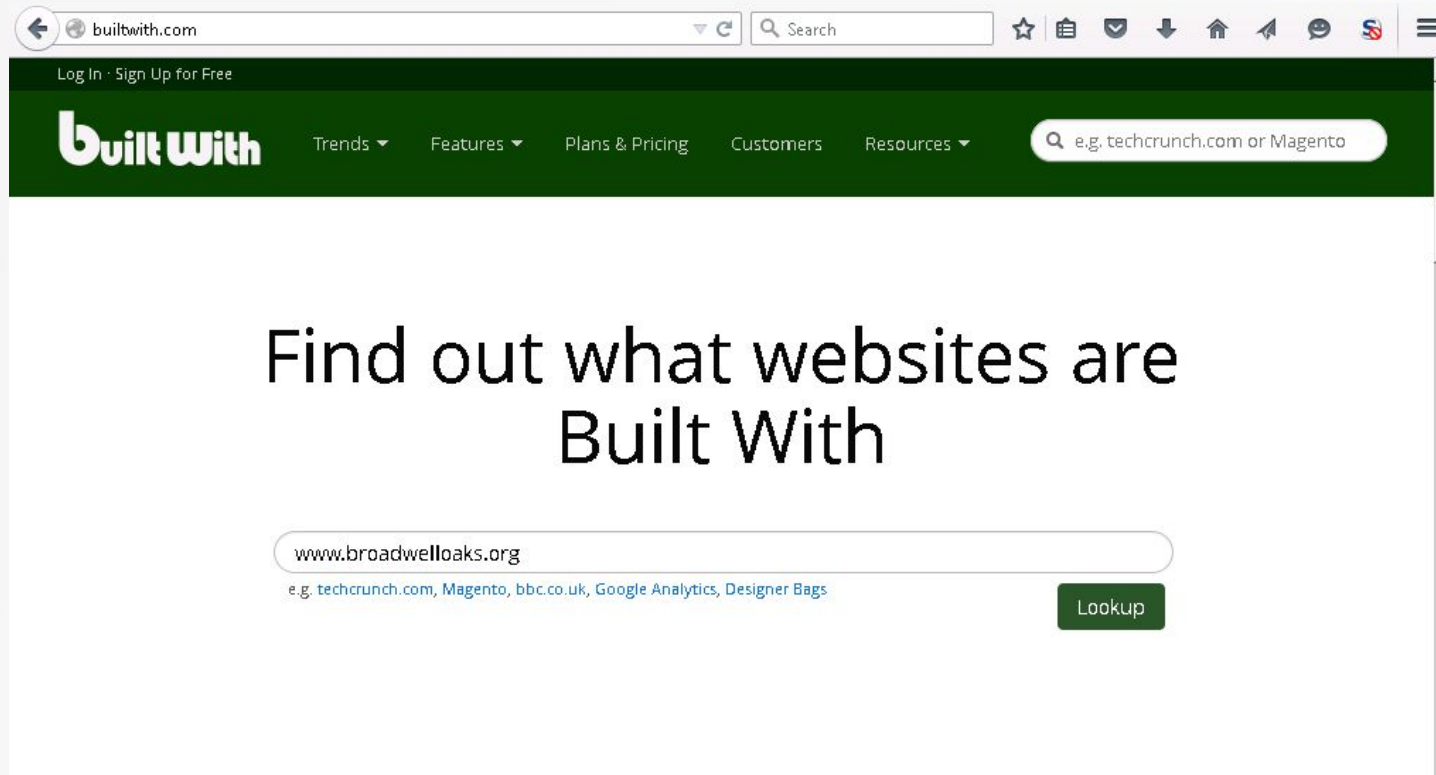 builtwith.com Search
Log In · Sign Up for Free
built With Trends Features Plans & Pricing Customers Resources e.g. techcrunch.com or Magento
Find out what websites are
Built With
www.broadwelloaks.org
e.g. techcrunch.com, Magento, bbc.co.uk, Google Analytics, Designer Bags
Lookup